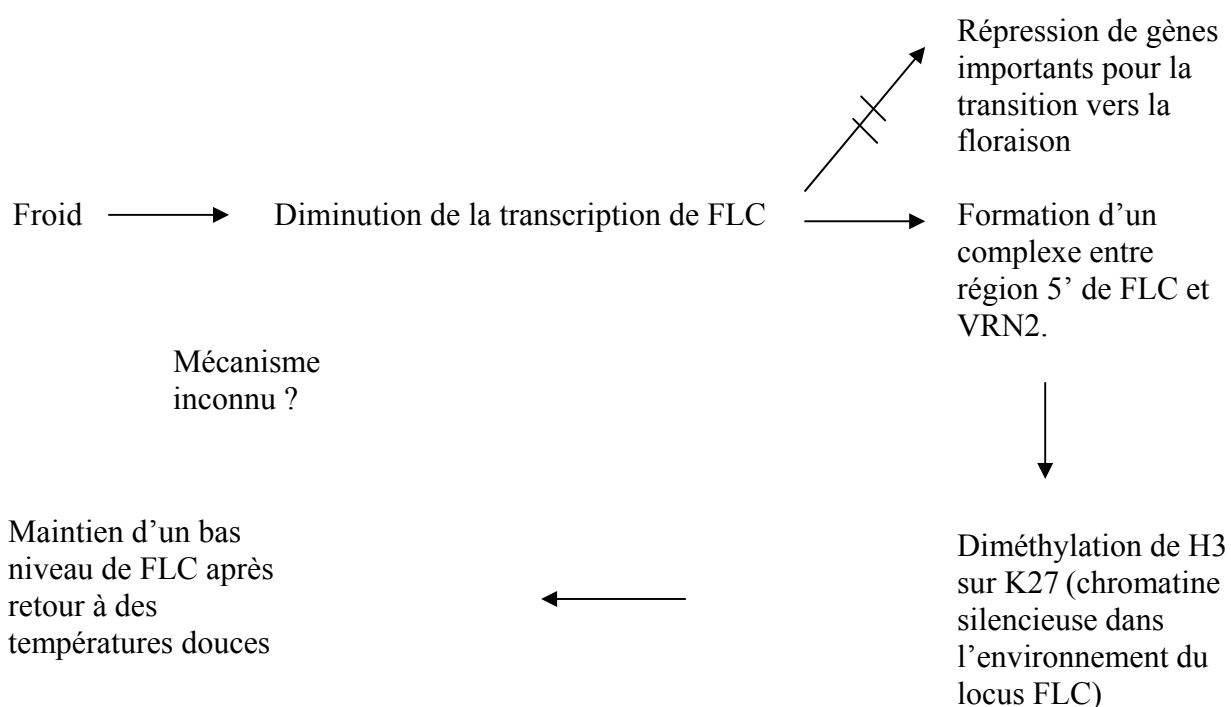 Répression de gènes
importants pour la
transition vers la
floraison
Froid
Diminution de la transcription de FLC
Formation d’un
complexe entre
région 5’ de FLC et
VRN2.
Mécanisme
inconnu ?
Diméthylation de H3
sur K27 (chromatine
silencieuse dans
l’environnement du
locus FLC)
Maintien d’un bas
niveau de FLC après
retour à des
températures douces